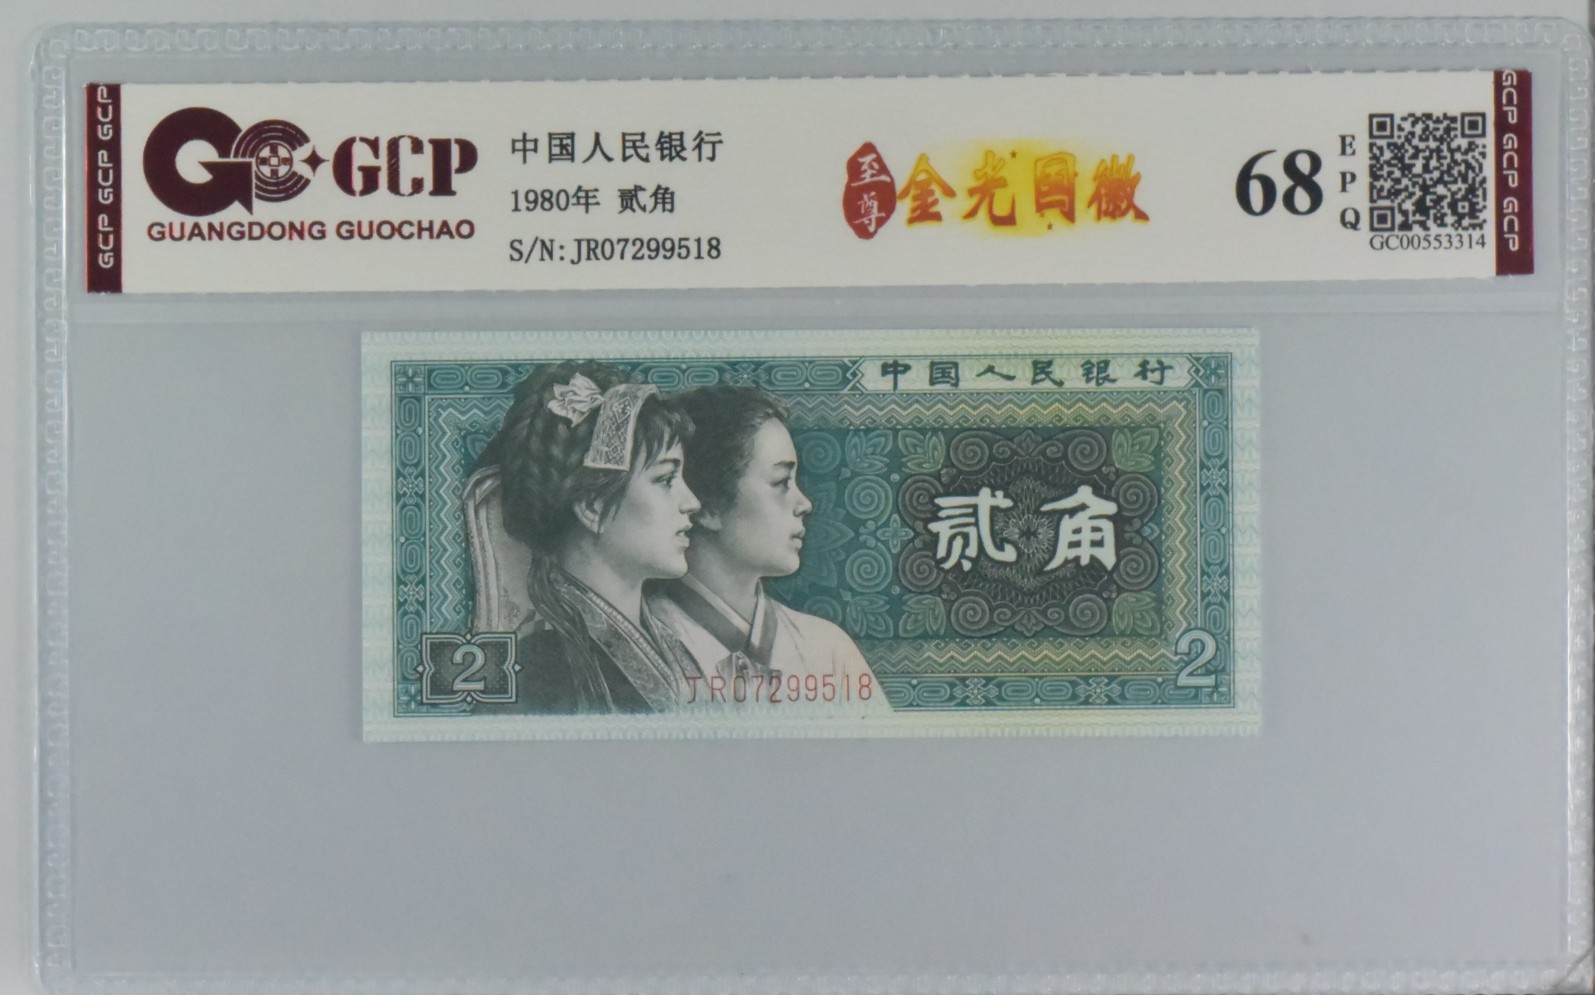 GCP GCP GCP
GCP
GUANGDONG GUOCHAO
中国人民银行
1980年 贰角
S/N:JR07299518
至尊
金光国徽
68
EPQ
GC00553314
GCP GCP GCP
中国人民银行
贰角
2
JR07299518
2